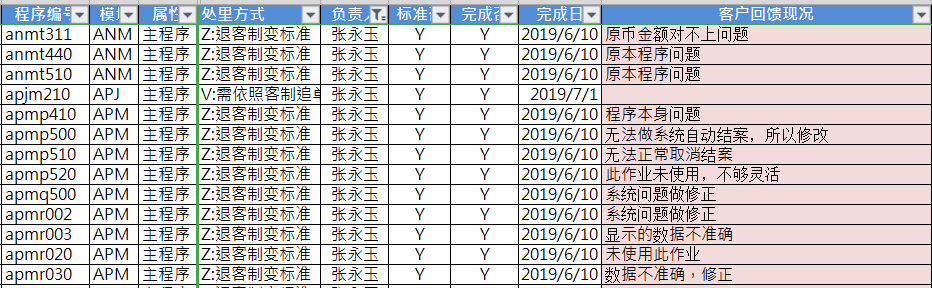 程序编号 模块 属性 处里方式 负责人 标准否 完成否 完成日 客户回馈现况
anmt311 ANM 主程序 Z:退客制变标准 张永玉 Y Y 2019/6/10 原币金额对不上问题
anmt440 ANM 主程序 Z:退客制变标准 张永玉 Y Y 2019/6/10 原本程序问题
anmt510 ANM 主程序 Z:退客制变标准 张永玉 Y Y 2019/6/10 原本程序问题
apjm210 APJ 主程序 V:需依照客制追单 张永玉 Y Y 2019/7/1
apmp410 APM 主程序 Z:退客制变标准 张永玉 Y Y 2019/6/10 程序本身问题
apmp500 APM 主程序 Z:退客制变标准 张永玉 Y Y 2019/6/10 无法做系统自动结案，所以修改
apmp510 APM 主程序 Z:退客制变标准 张永玉 Y Y 2019/6/10 无法正常取消结案
apmp520 APM 主程序 Z:退客制变标准 张永玉 Y Y 2019/6/10 此作业未使用，不够灵活
apmq500 APM 主程序 Z:退客制变标准 张永玉 Y Y 2019/6/10 系统问题做修正
apmr002 APM 主程序 Z:退客制变标准 张永玉 Y Y 2019/6/10 系统问题做修正
apmr003 APM 主程序 Z:退客制变标准 张永玉 Y Y 2019/6/10 显示的数据不准确
apmr020 APM 主程序 Z:退客制变标准 张永玉 Y Y 2019/6/10 未使用此作业
apmr030 APM 主程序 Z:退客制变标准 张永玉 Y Y 2019/6/10 数据不准确，修正